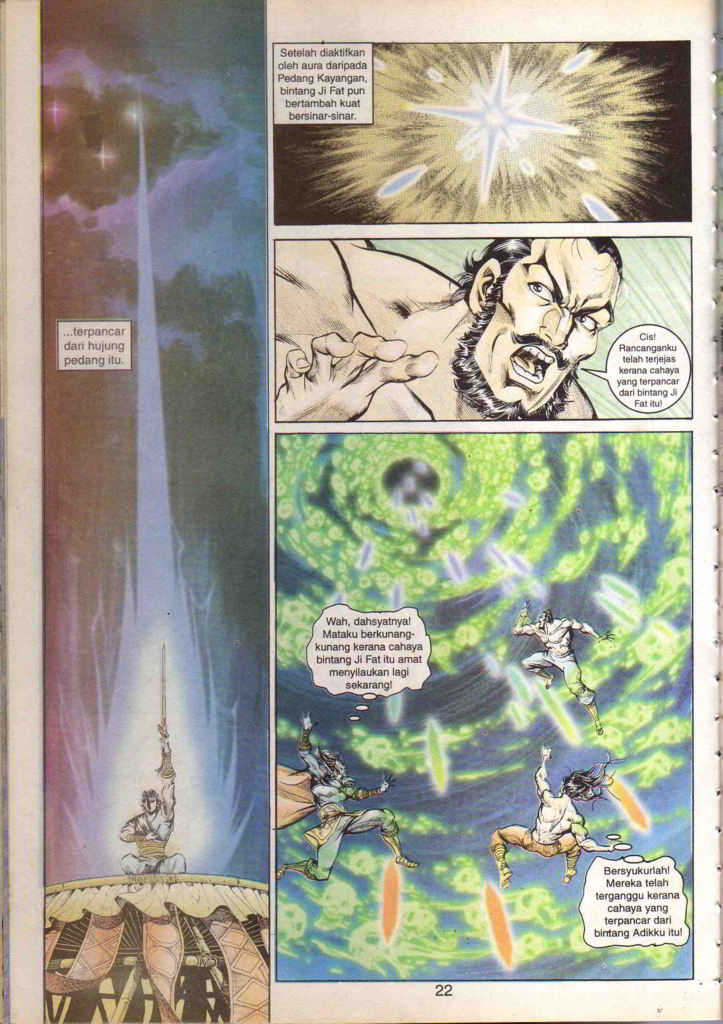 ...terpancar
dari hujung
pedang itu.
Setelah diaktifkan
oleh aura daripada
Pedang Kayangan,
bintang Ji Fat pun
bertambah kuat
bersinar-sinar.
Cis!
Rancanganku
telah terjejas
kerana cahaya
yang terpancar
dari bintang Ji
Fat itu!
Wah, dahsyatnya!
Mataku berkunang-
kunang kerana cahaya
bintang Ji Fat itu amat
menyilaukan lagi
sekarang!
Bersyukurlah!
Mereka telah
terganggu kerana
cahaya yang
terpancar dari
bintang Adikku itu!
22